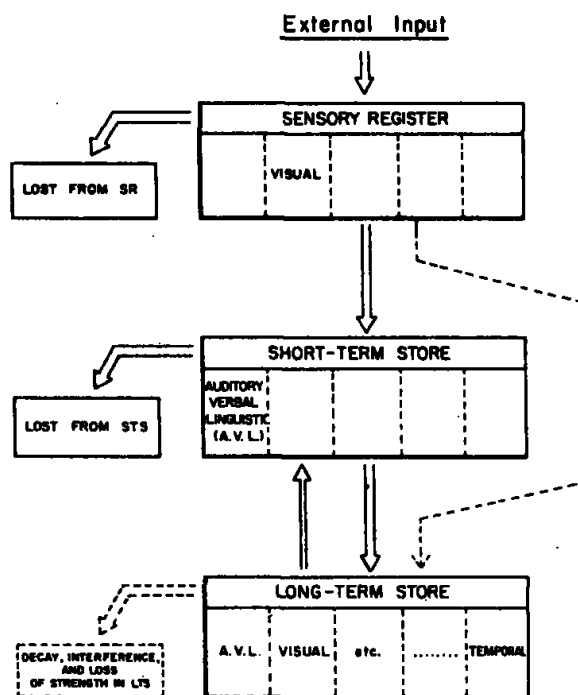 External Input
SENSORY REGISTER
VISUAL
LOST FROM SR
SHORT-TERM STORE
AUDITORY
VERBAL
LINGUISTIC
(A.V.L.)
LOST FROM STS
LONG-TERM STORE
A.V.L. VISUAL etc. ........ TEMPORAL
DECAY, INTERFERENCE,
AND LOSS
OF STRENGTH IN LTS